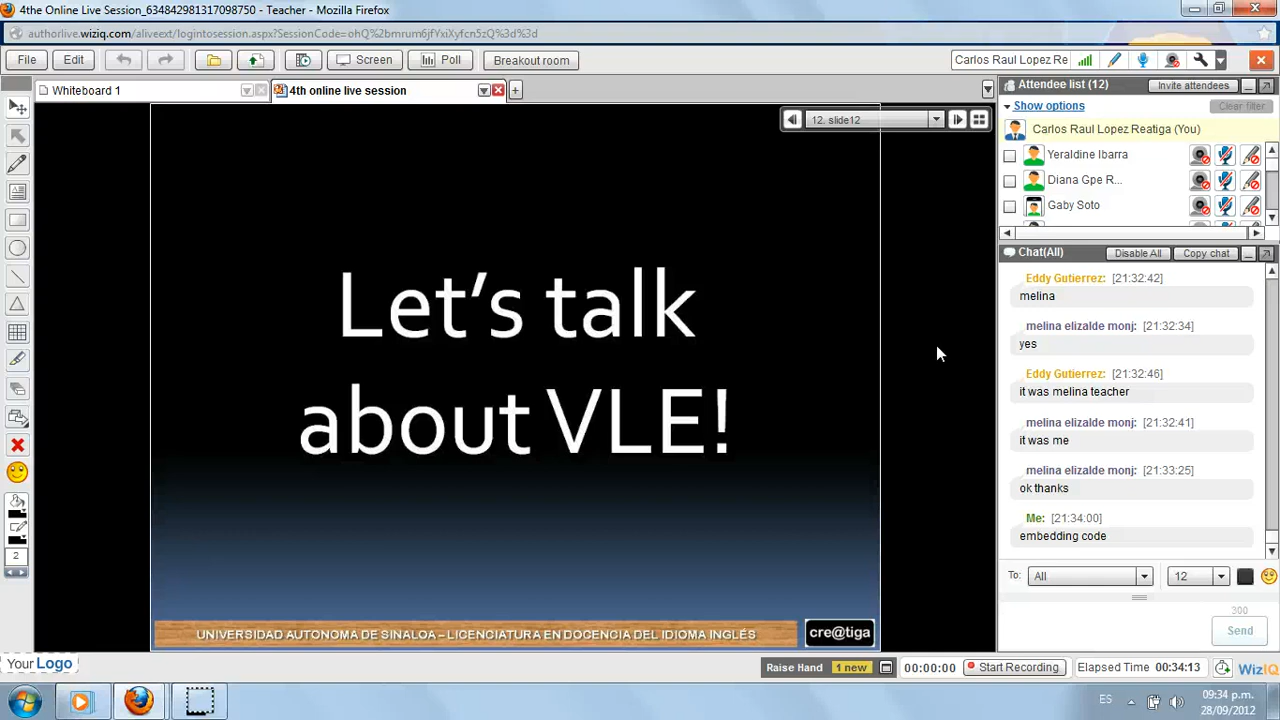 4the Online Live Session_634842981317098750 - Teacher - Mozilla Firefox
authorlive.wiziq.com/aliveext/logintosession.aspx?SessionCode=ohQ%2bmrum6jfYxiXyfcn5zQ%3d%3d
File Edit Screen Poll Breakout room Carlos Raul Lopez Re
Whiteboard 1 4th online live session +
12. slide12
Let's talk
about VLE!
UNIVERSIDAD AUTONOMA DE SINALOA – LICENCIATURA EN DOCENCIA DEL IDIOMA INGLÉS
cre@tiga
2
Attendee list (12) Invite attendees
Show options Clear filter
Carlos Raul Lopez Reatiga (You)
Yeraldine Ibarra
Diana Gpe R...
Gaby Soto
Chat(All) Disable All Copy chat
Eddy Gutierrez: [21:32:42]
melina
melina elizalde monj: [21:32:34]
yes
Eddy Gutierrez: [21:32:46]
it was melina teacher
melina elizalde monj: [21:32:41]
it was me
melina elizalde monj: [21:33:25]
ok thanks
Me: [21:34:00]
embedding code
To: All 12
300
Send
Your Logo Raise Hand 1 new 00:00:00 Start Recording Elapsed Time 00:34:13 WizIQ
ES 09:34 p.m.
28/09/2012